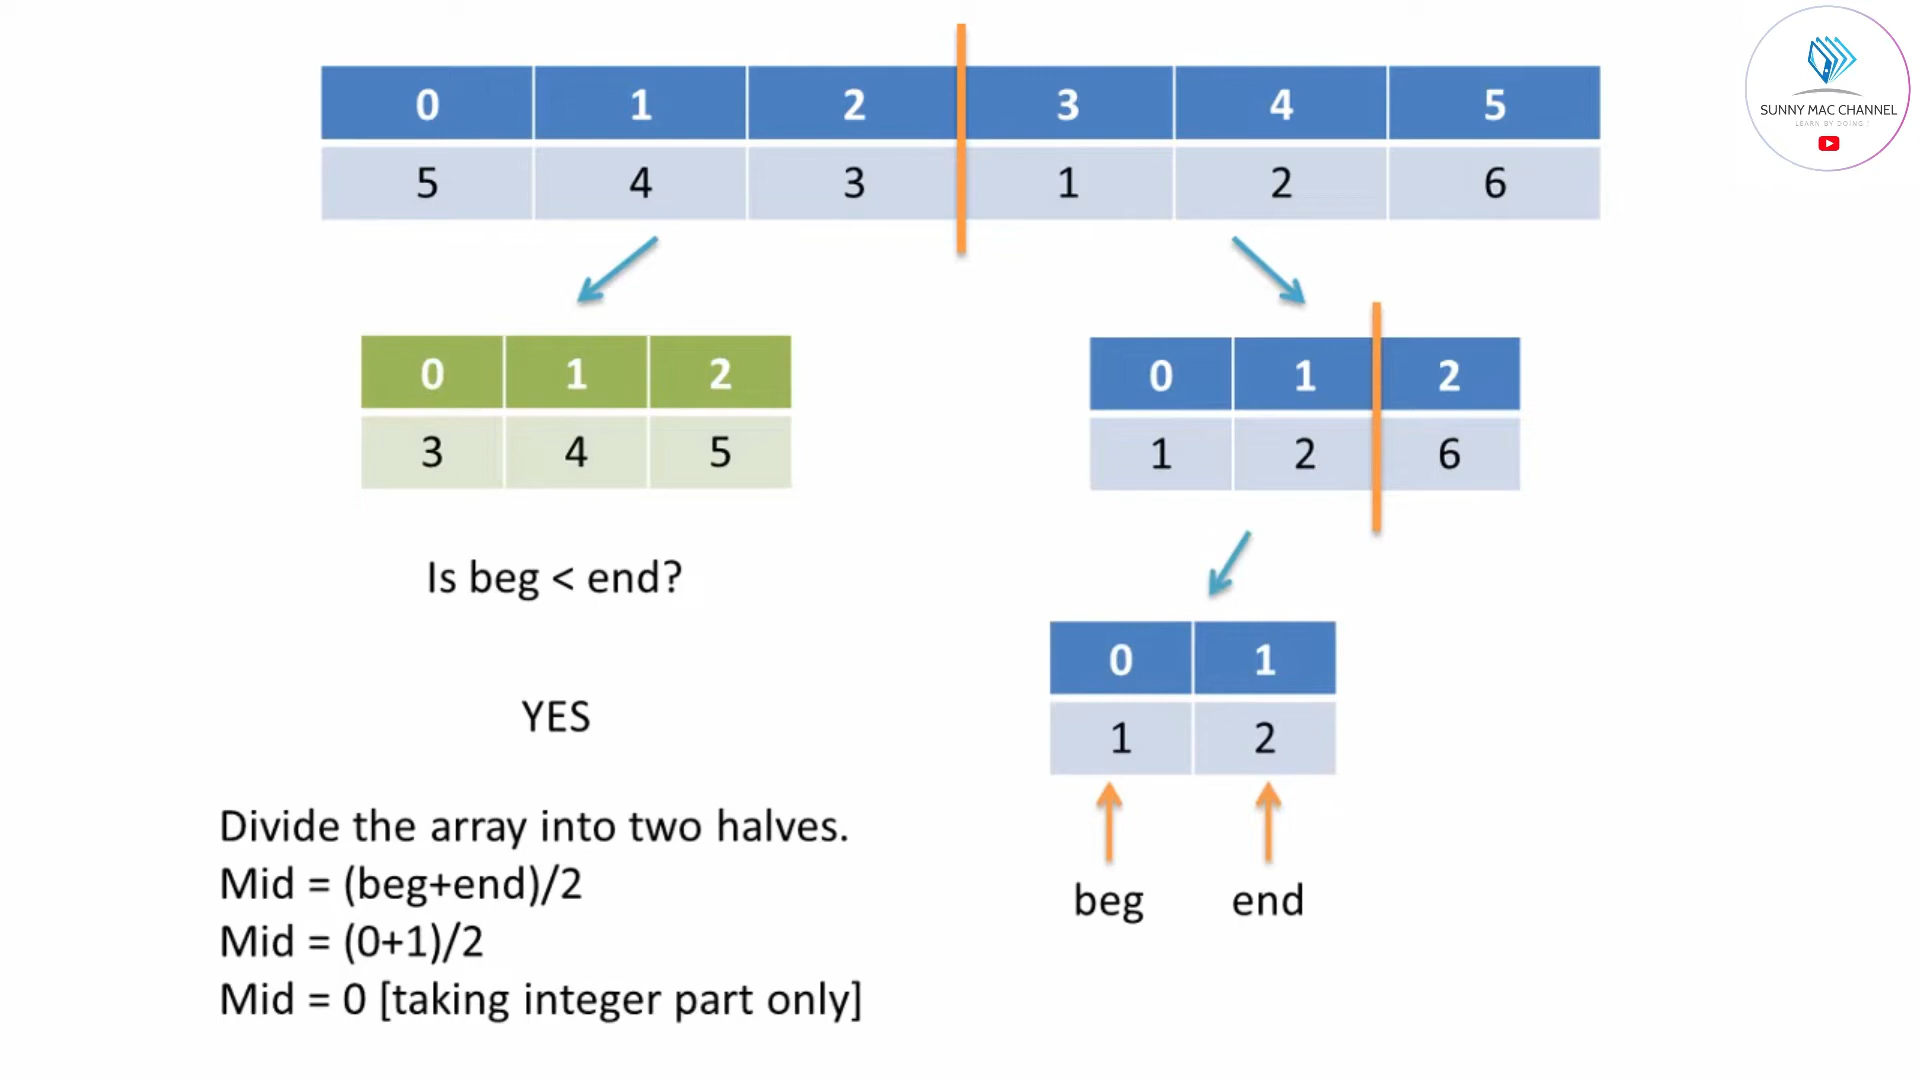 0 1 2 3 4 5
5 4 3 1 2 6
SUNNY MAC CHANNEL
LEARN BY DOING
0 1 2
3 4 5
0 1 2
1 2 6
Is beg < end?
YES
0 1
1 2
beg end
Divide the array into two halves.
Mid = (beg+end)/2
Mid = (0+1)/2
Mid = 0 [taking integer part only]